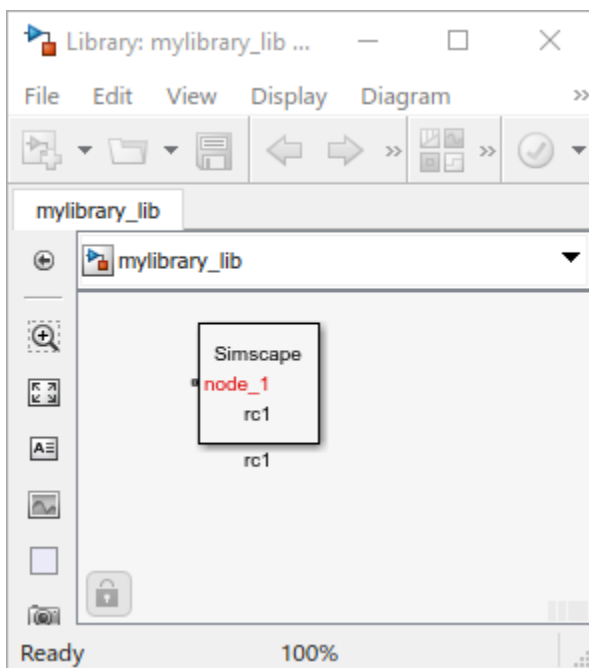 Library: mylibrary_lib ...
File Edit View Display Diagram »
» »
mylibrary_lib
mylibrary_lib
Simscape
node_1
rc1
rc1
A
Ready 100%